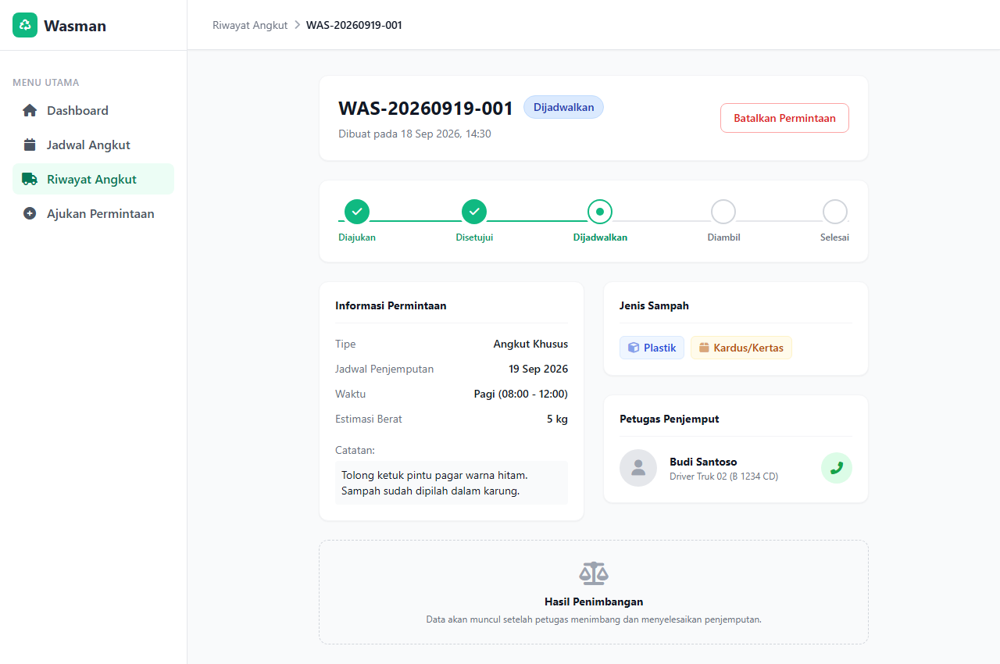 Wasman
Riwayat Angkut > WAS-20260919-001
MENU UTAMA
Dashboard
Jadwal Angkut
Riwayat Angkut
Ajukan Permintaan
WAS-20260919-001 Dijadwalkan
Dibuat pada 18 Sep 2026, 14:30
Batalkan Permintaan
Diajukan Disetujui Dijadwalkan Diambil Selesai
Informasi Permintaan
Tipe Angkut Khusus
Jadwal Penjemputan 19 Sep 2026
Waktu Pagi (08:00 - 12:00)
Estimasi Berat 5 kg
Catatan:
Tolong ketuk pintu pagar warna hitam.
Sampah sudah dipilah dalam karung.
Jenis Sampah
Plastik Kardus/Kertas
Petugas Penjemput
Budi Santoso
Driver Truk 02 (B 1234 CD)
Hasil Penimbangan
Data akan muncul setelah petugas menimbang dan menyelesaikan penjemputan.